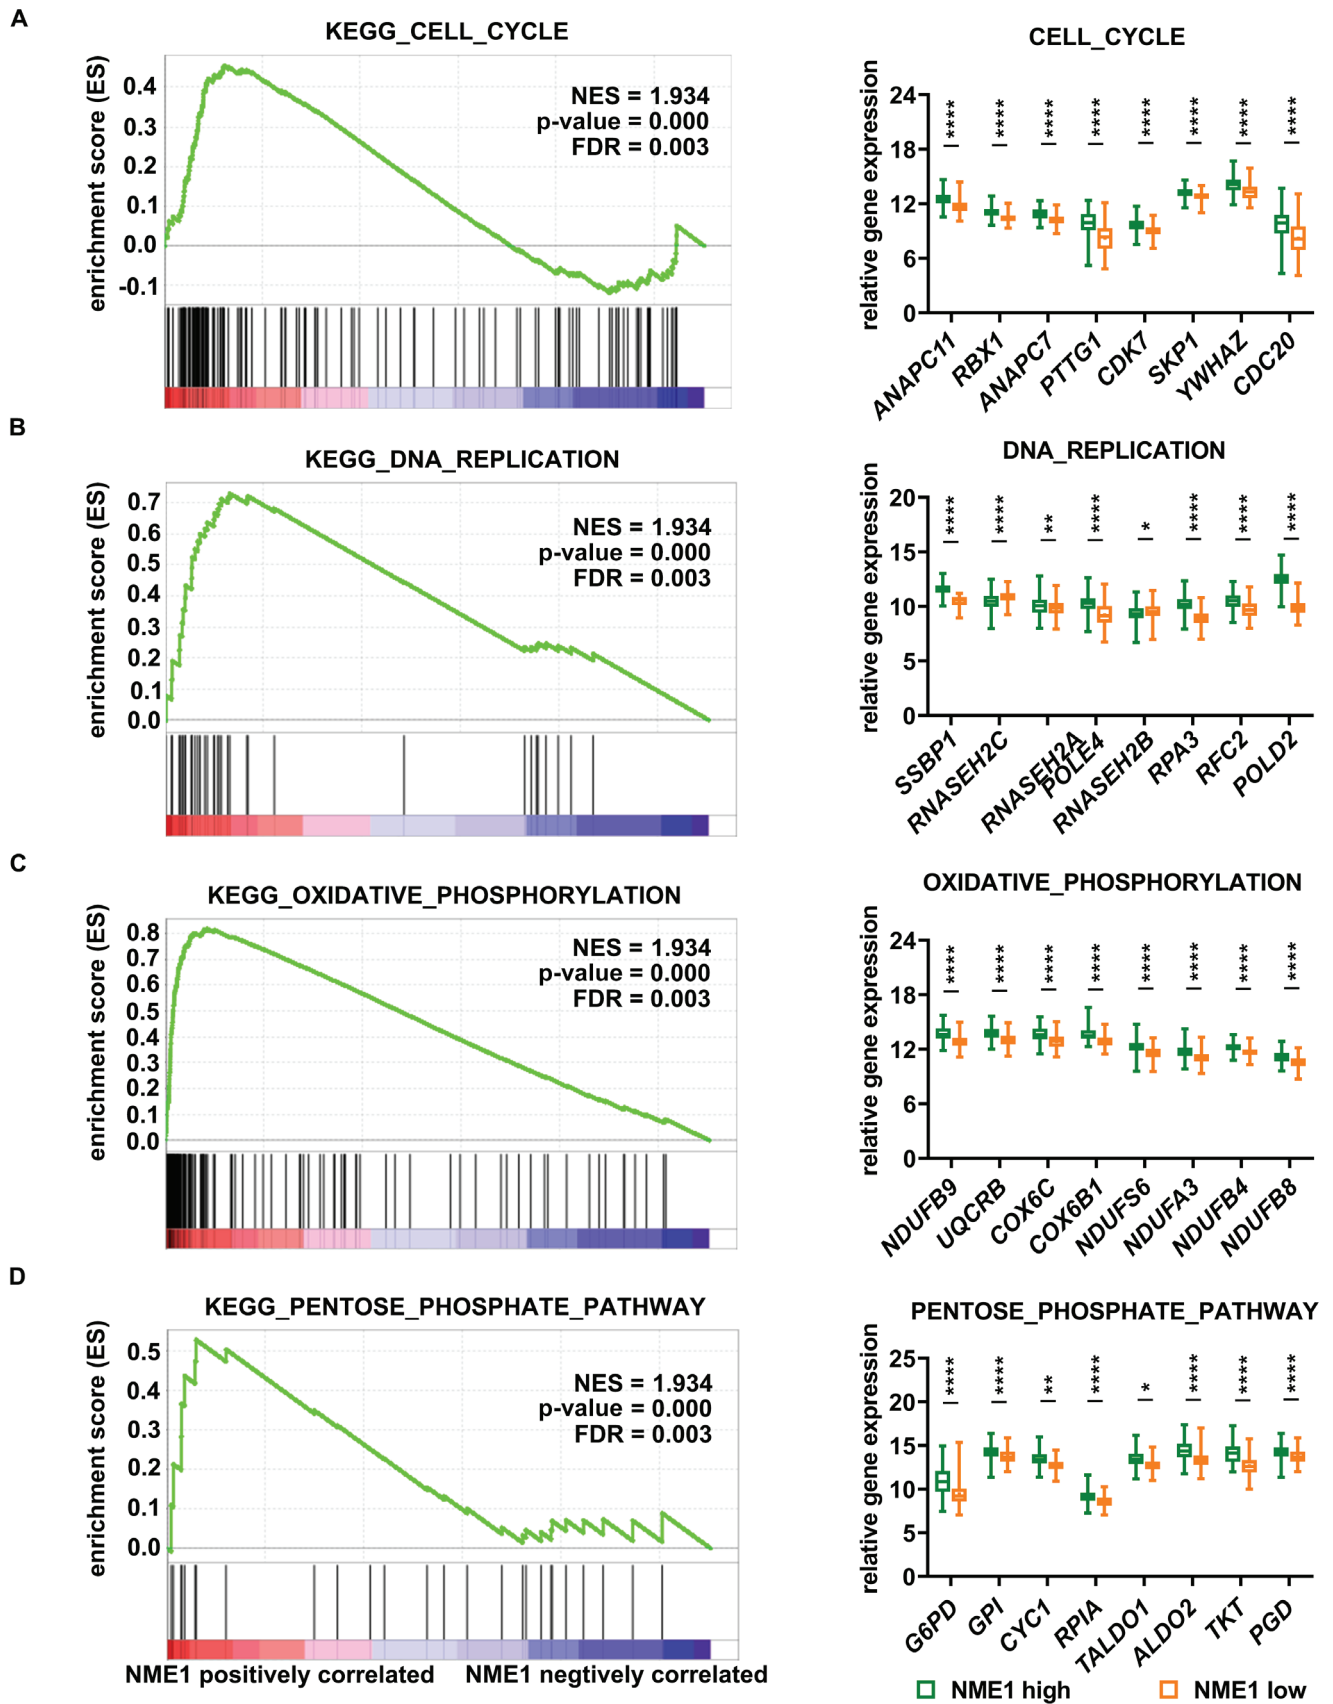 A
KEGG_CELL_CYCLE
enrichment score (ES)
0.4
0.3
0.2
0.1
0.0
-0.1
NES = 1.934
p-value = 0.000
FDR = 0.003
CELL_CYCLE
relative gene expression
24
18
12
6
0
**** **** **** **** **** **** **** ****
ANAPC11 RBX1 ANAPC7 PTTG1 CDK7 SKP1 YWHAZ CDC20
B
KEGG_DNA_REPLICATION
enrichment score (ES)
0.7
0.6
0.5
0.4
0.3
0.2
0.1
0.0
NES = 1.934
p-value = 0.000
FDR = 0.003
DNA_REPLICATION
relative gene expression
20
15
10
5
0
**** **** ** **** * **** **** ****
SSBP1 RNASEH2C RNASEH2A POLE4 RNASEH2B RPA3 RFC2 POLD2
C
KEGG_OXIDATIVE_PHOSPHORYLATION
enrichment score (ES)
0.8
0.7
0.6
0.5
0.4
0.3
0.2
0.1
0.0
NES = 1.934
p-value = 0.000
FDR = 0.003
OXIDATIVE_PHOSPHORYLATION
relative gene expression
24
18
12
6
0
**** **** **** **** **** **** **** ****
NDUFB9 UQCRB COX6C COX6B1 NDUFS6 NDUFA3 NDUFB4 NDUFB8
D
KEGG_PENTOSE_PHOSPHATE_PATHWAY
enrichment score (ES)
0.5
0.4
0.3
0.2
0.1
0.0
NES = 1.934
p-value = 0.000
FDR = 0.003
NME1 positively correlated
NME1 negtively correlated
PENTOSE_PHOSPHATE_PATHWAY
relative gene expression
25
20
15
10
5
0
**** **** ** **** * **** **** ****
G6PD GPI CYC1 RPIA TALDO1 ALDO2 TKT PGD
NME1 high
NME1 low